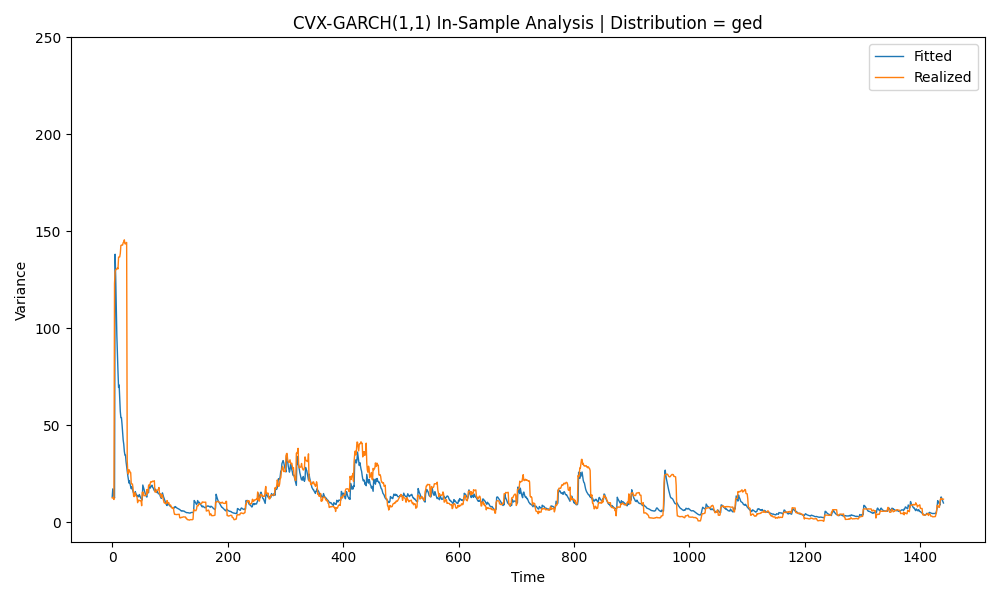 CVX-GARCH(1,1) In-Sample Analysis | Distribution = ged
Fitted
Realized
250
200
150
100
50
0
Variance
0
200
400
600
800
1000
1200
1400
Time